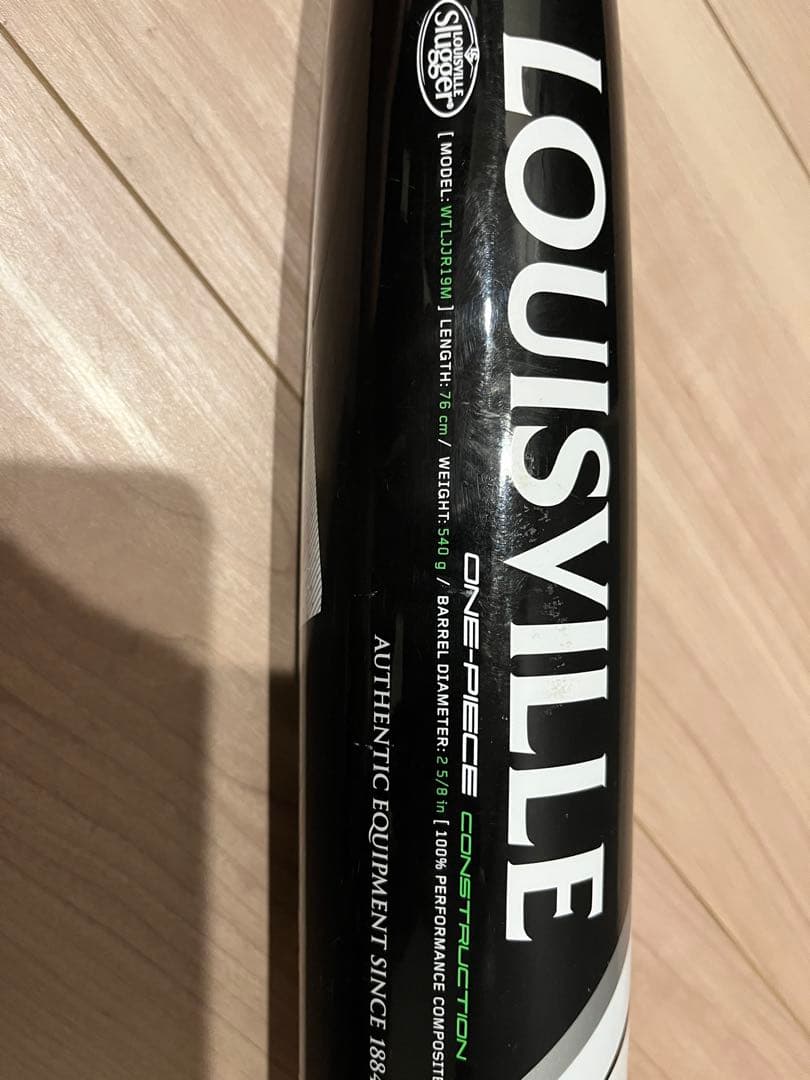 LOUISVILLE
LOUISVILLE
Slugger
ONE-PIECE CONSTRUCTION
[ MODEL: WTLJJR19M ] LENGTH: 76 cm / WEIGHT: 540 g / BARREL DIAMETER: 2 5/8 in [ 100% PERFORMANCE COMPOSITE
AUTHENTIC EQUIPMENT SINCE 1884